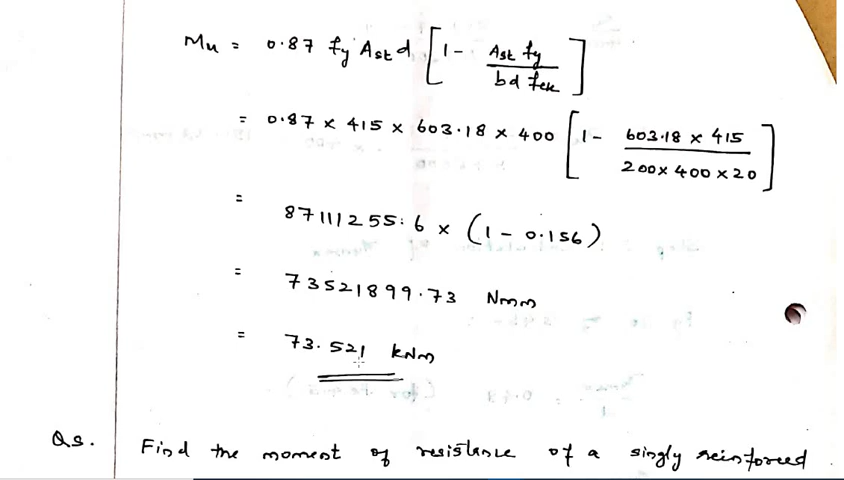 Mu = 0.87 fy Ast d [1 - Ast fy / bd fck]
= 0.87 × 415 × 603.18 × 400 [1 - 603.18 × 415 / 200 × 400 × 20]
= 87111255.6 × (1 - 0.156)
= 73521899.73 Nmm
= 73.521 kNm
Qs. Find the moment of resistance of a singly reinforced